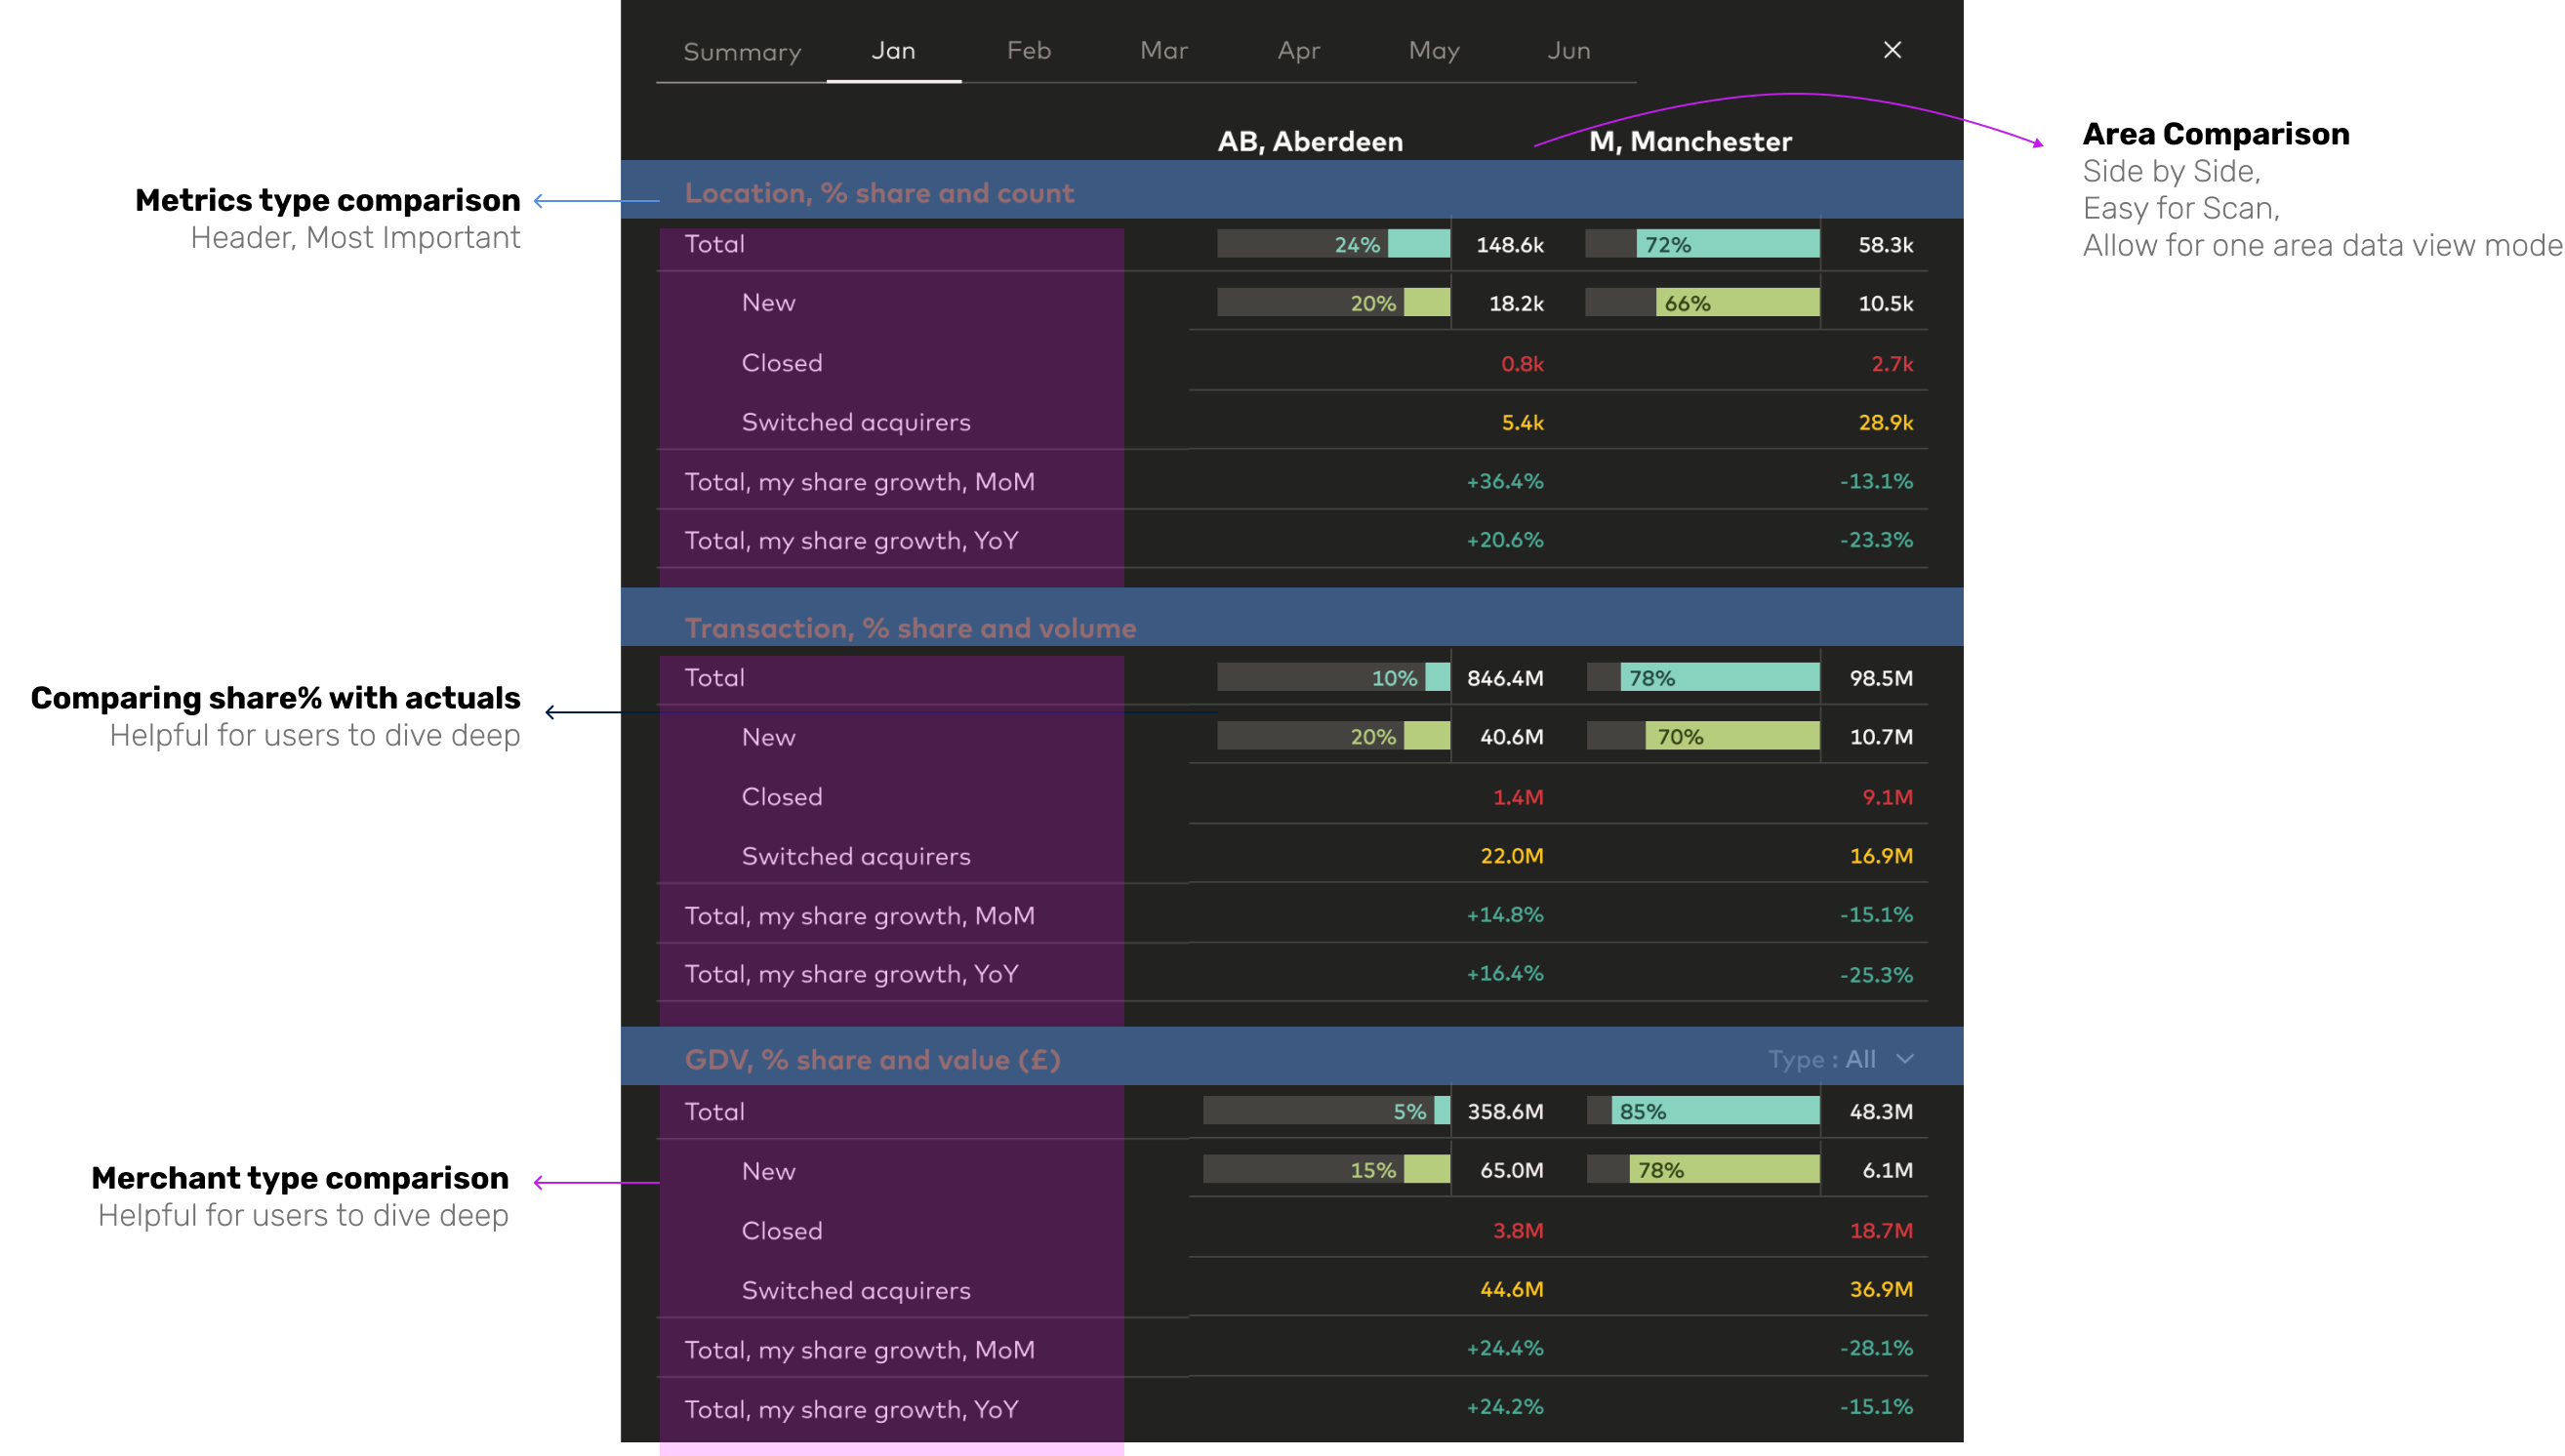 Summary Jan Feb Mar Apr May Jun
AB, Aberdeen M, Manchester
Area Comparison
Side by Side,
Easy for Scan,
Allow for one area data view mode
Metrics type comparison
Header, Most Important
Location, % share and count
Total 24% 148.6k 72% 58.3k
New 20% 18.2k 66% 10.5k
Closed 0.8k 2.7k
Switched acquirers 5.4k 28.9k
Total, my share growth, MoM +36.4% -13.1%
Total, my share growth, YoY +20.6% -23.3%
Transaction, % share and volume
Comparing share% with actuals
Helpful for users to dive deep
Total 10% 846.4M 78% 98.5M
New 20% 40.6M 70% 10.7M
Closed 1.4M 9.1M
Switched acquirers 22.0M 16.9M
Total, my share growth, MoM +14.8% -15.1%
Total, my share growth, YoY +16.4% -25.3%
GDV, % share and value (£) Type : All
Merchant type comparison
Helpful for users to dive deep
Total 5% 358.6M 85% 48.3M
New 15% 65.0M 78% 6.1M
Closed 3.8M 18.7M
Switched acquirers 44.6M 36.9M
Total, my share growth, MoM +24.4% -28.1%
Total, my share growth, YoY +24.2% -15.1%